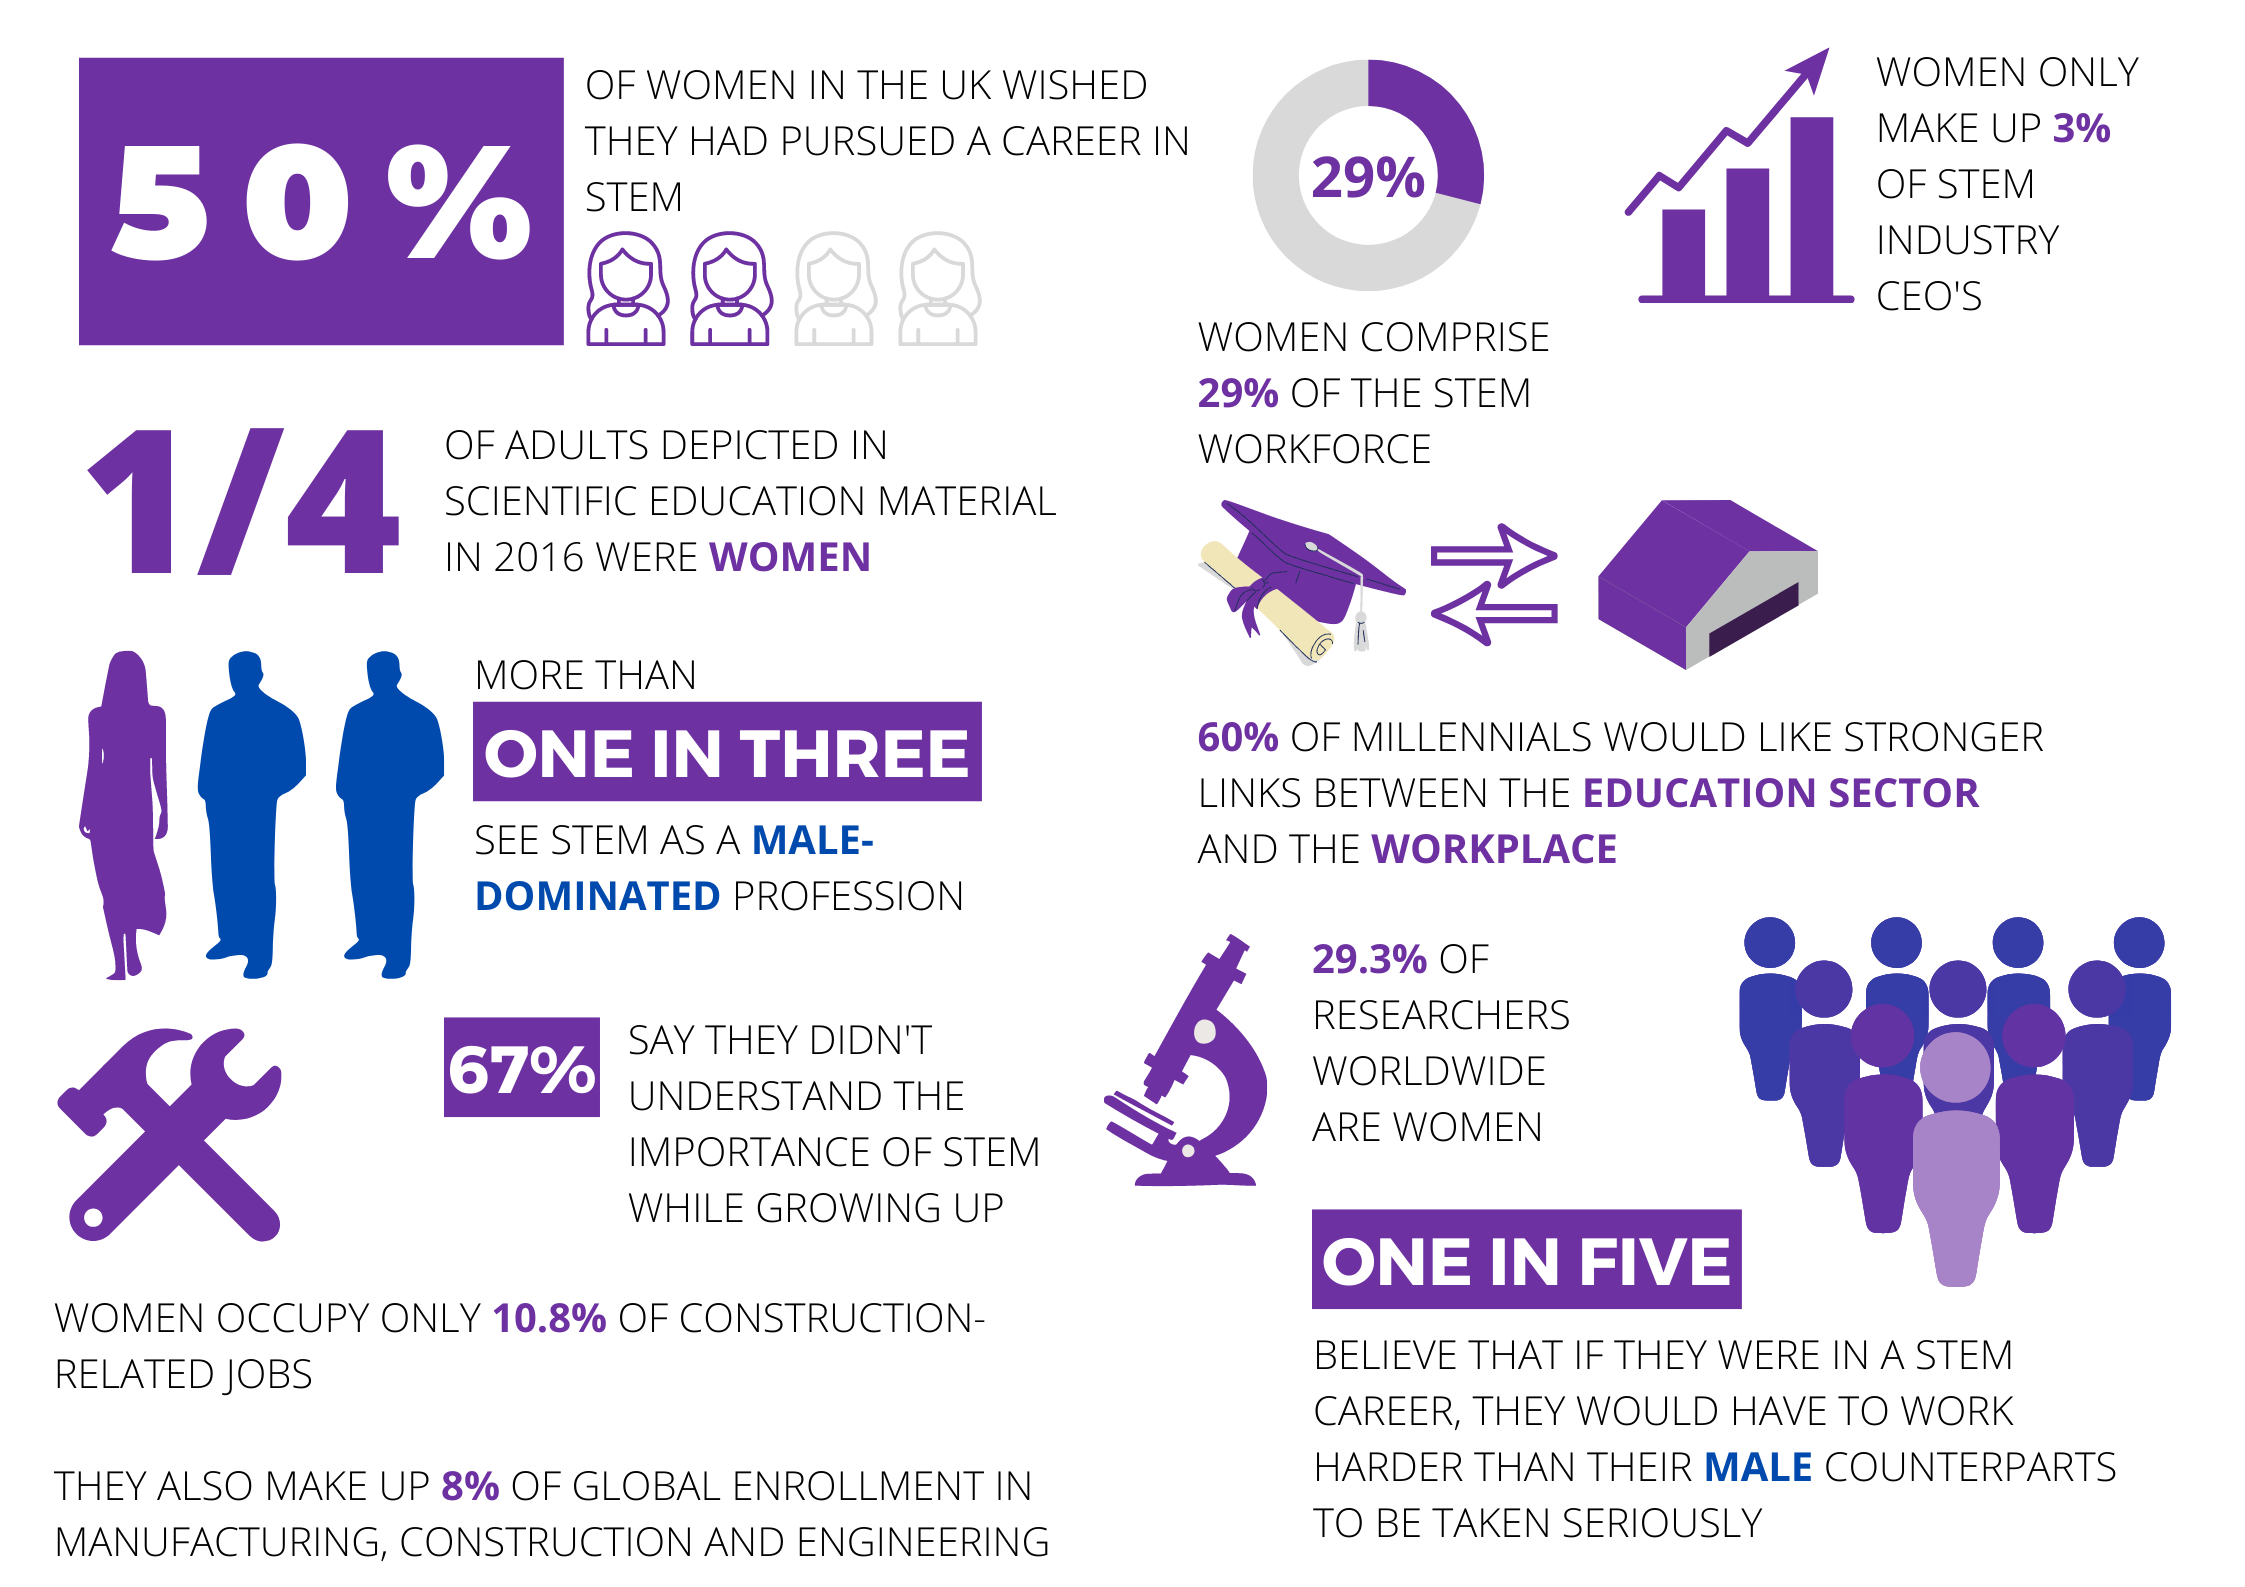 50%
OF WOMEN IN THE UK WISHED
THEY HAD PURSUED A CAREER IN
STEM
1/4
OF ADULTS DEPICTED IN
SCIENTIFIC EDUCATION MATERIAL
IN 2016 WERE WOMEN
MORE THAN
ONE IN THREE
SEE STEM AS A MALE-
DOMINATED PROFESSION
67%
SAY THEY DIDN'T
UNDERSTAND THE
IMPORTANCE OF STEM
WHILE GROWING UP
WOMEN OCCUPY ONLY 10.8% OF CONSTRUCTION-
RELATED JOBS
THEY ALSO MAKE UP 8% OF GLOBAL ENROLLMENT IN
MANUFACTURING, CONSTRUCTION AND ENGINEERING
29%
WOMEN COMPRISE
29% OF THE STEM
WORKFORCE
WOMEN ONLY
MAKE UP 3%
OF STEM
INDUSTRY
CEO'S
60% OF MILLENNIALS WOULD LIKE STRONGER
LINKS BETWEEN THE EDUCATION SECTOR
AND THE WORKPLACE
29.3% OF
RESEARCHERS
WORLDWIDE
ARE WOMEN
ONE IN FIVE
BELIEVE THAT IF THEY WERE IN A STEM
CAREER, THEY WOULD HAVE TO WORK
HARDER THAN THEIR MALE COUNTERPARTS
TO BE TAKEN SERIOUSLY